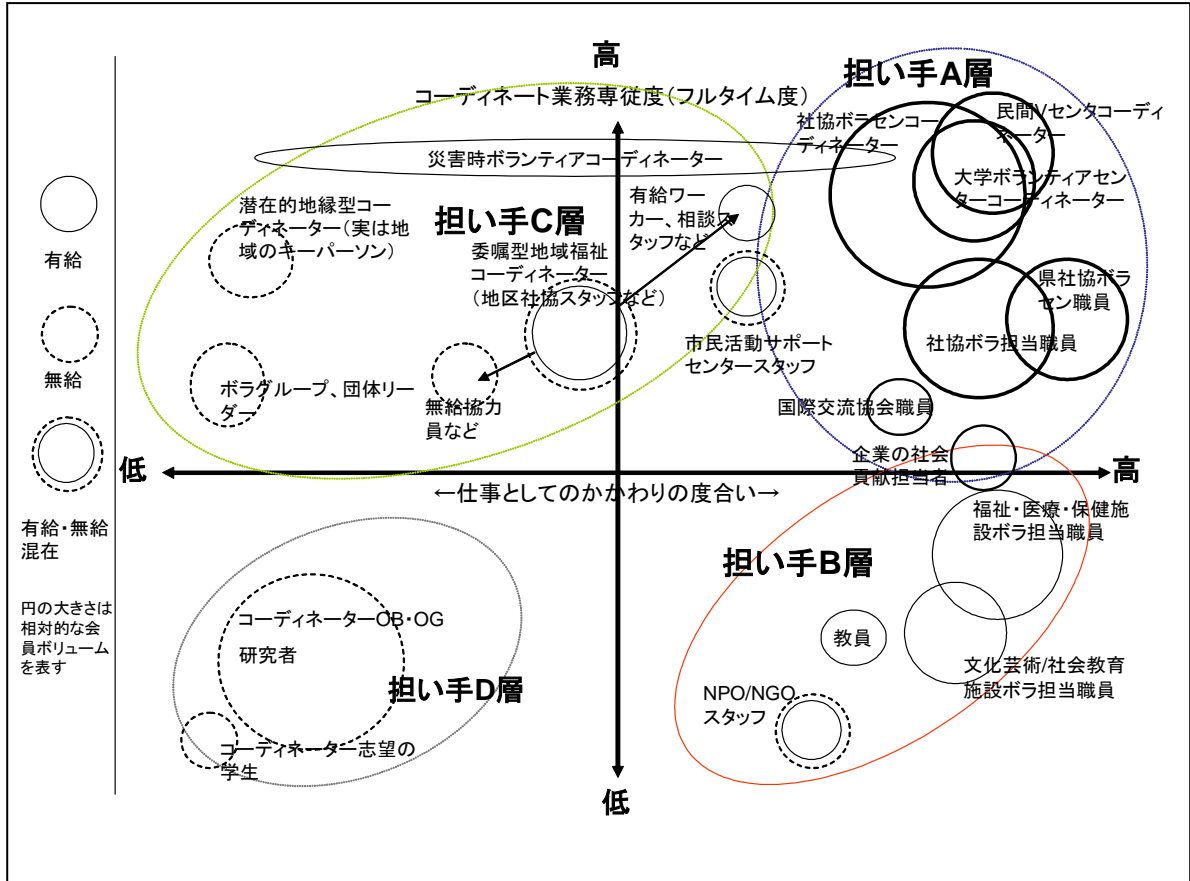 高
コーディネート業務専従度(フルタイム度)
担い手A層
社協ボラセンコー
ディネーター
民間Vセンタコーディ
ネーター
大学ボランティアセン
ターコーディネーター
災害時ボランティアコーディネーター
潜在的地縁型コー
ディネーター(実は地
域のキーパーソン)
担い手C層
委嘱型地域福祉
コーディネーター
(地区社協スタッフなど)
有給ワー
カー、相談ス
タッフなど
県社協ボラ
セン職員
社協ボラ担当職員
市民活動サポート
センタースタッフ
ボラグループ、団体リー
ダー
無給協力
員など
国際交流協会職員
企業の社会
貢献担当者
低
←仕事としてのかかわりの度合い→
高
福祉・医療・保健施
設ボラ担当職員
担い手B層
教員
文化芸術/社会教育
施設ボラ担当職員
NPO/NGO
スタッフ
コーディネーターOB・OG
研究者
担い手D層
コーディネーター志望の
学生
低
有給
無給
有給・無給
混在
円の大きさは
相対的な会
員ボリューム
を表す